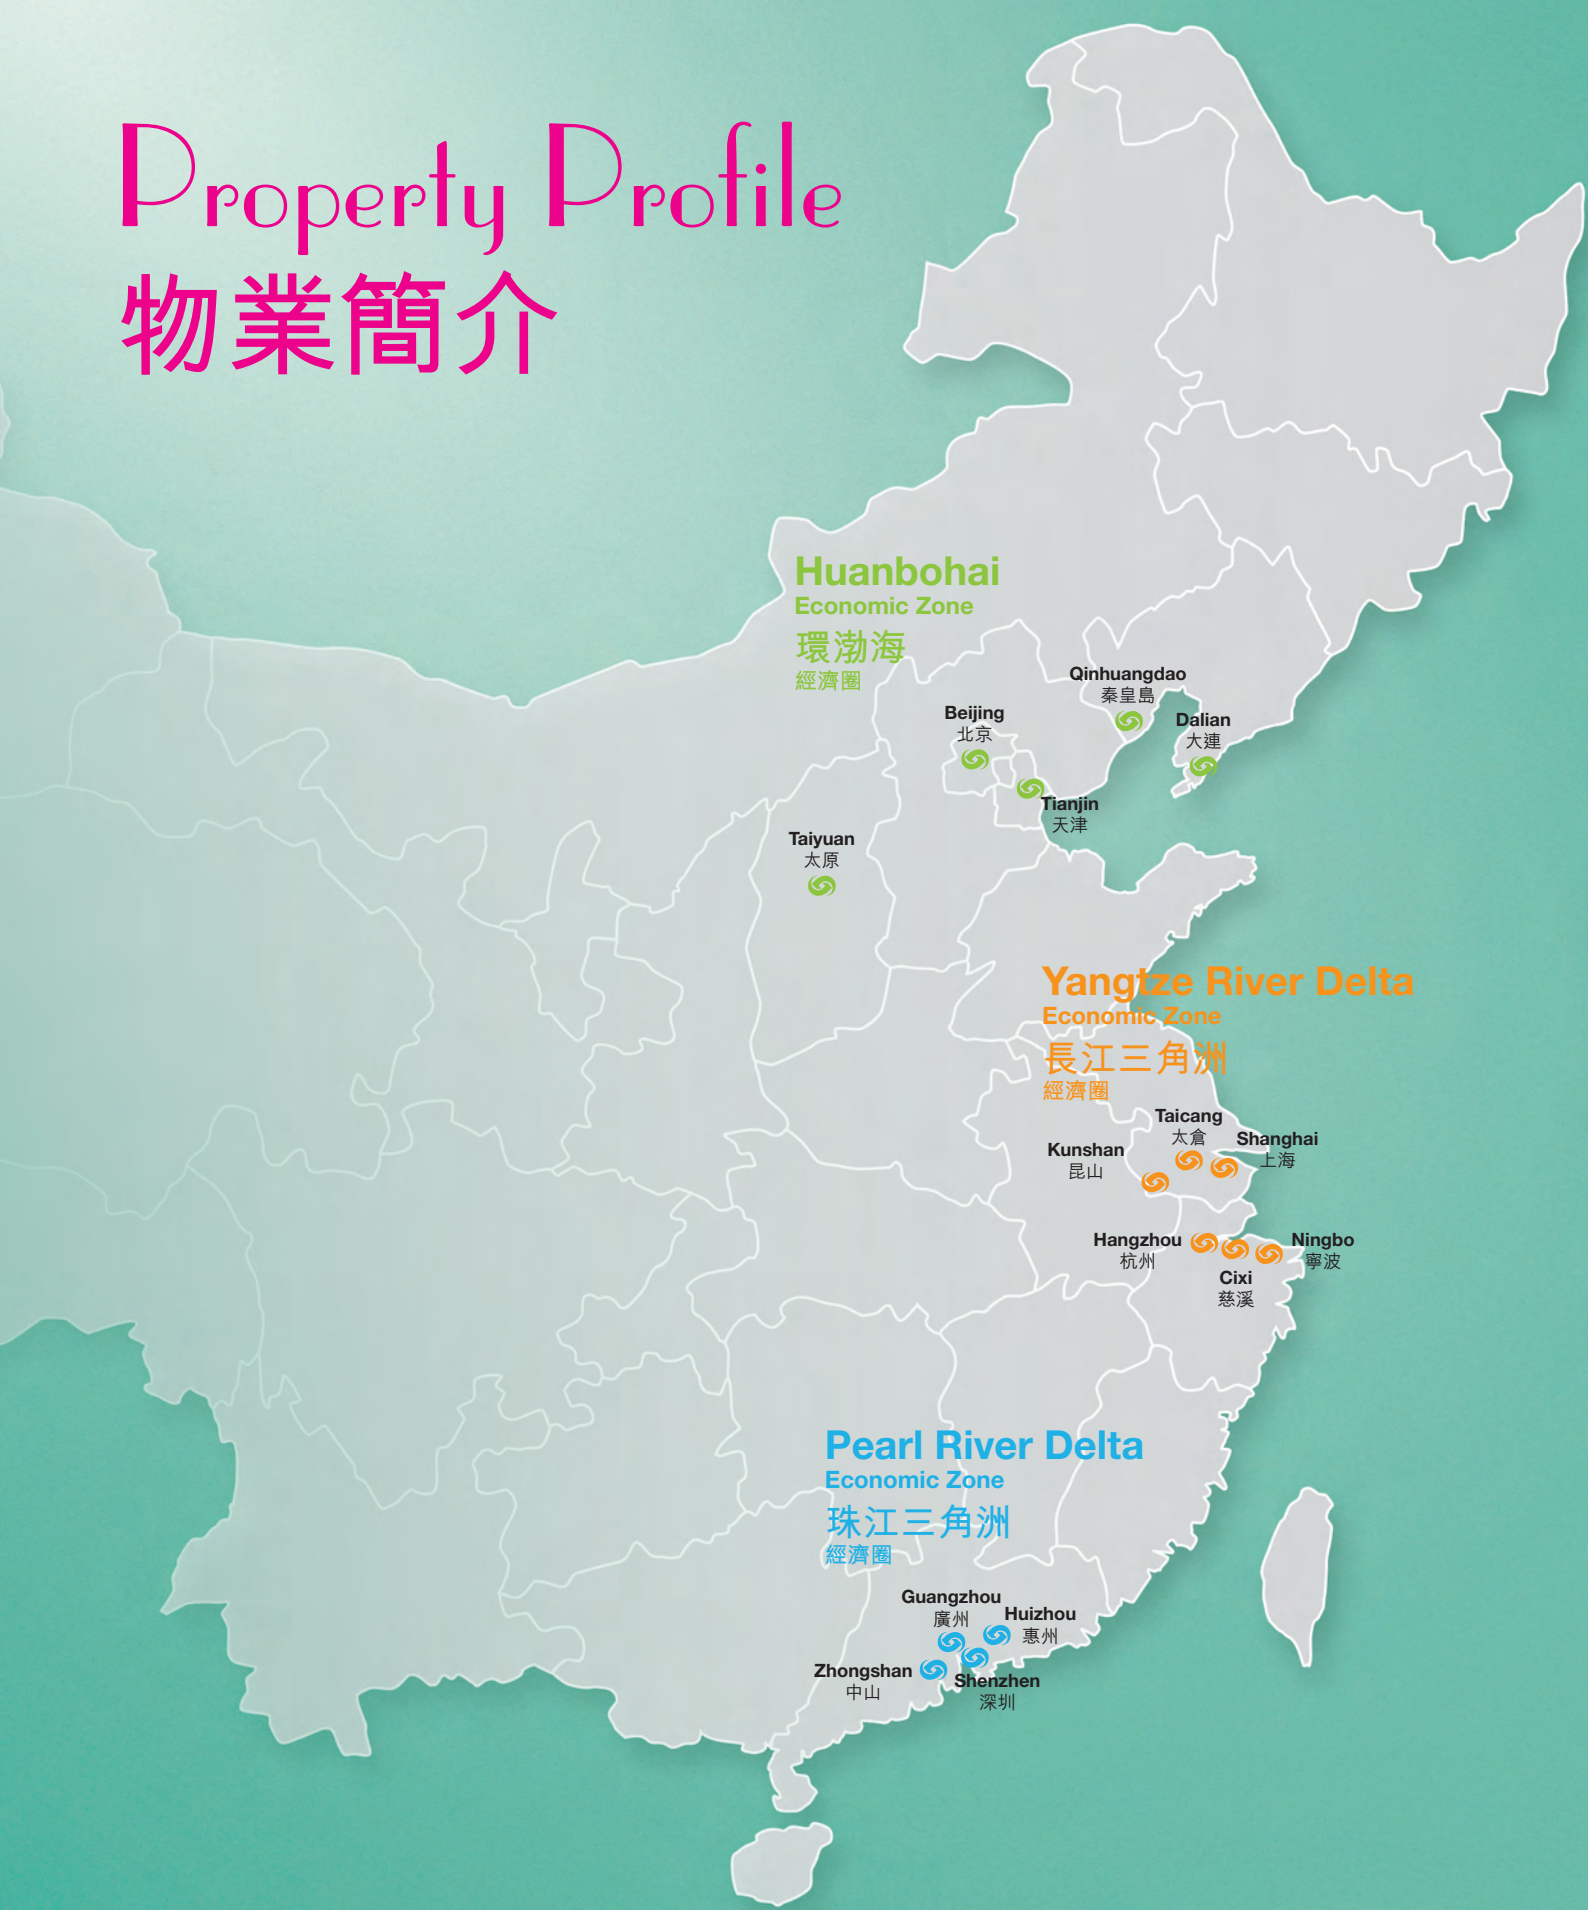 Property Profile
物業簡介
Huanbohai
Economic Zone
環渤海
經濟圈
Qinhuangdao
秦皇島
Beijing
北京
Dalian
大連
Tianjin
天津
Taiyuan
太原
Yangtze River Delta
Economic Zone
長江三角洲
經濟圈
Taicang
太倉
Shanghai
上海
Kunshan
昆山
Hangzhou
杭州
Ningbo
寧波
Cixi
慈溪
Pearl River Delta
Economic Zone
珠江三角洲
經濟圈
Guangzhou
廣州
Huizhou
惠州
Zhongshan
中山
Shenzhen
深圳